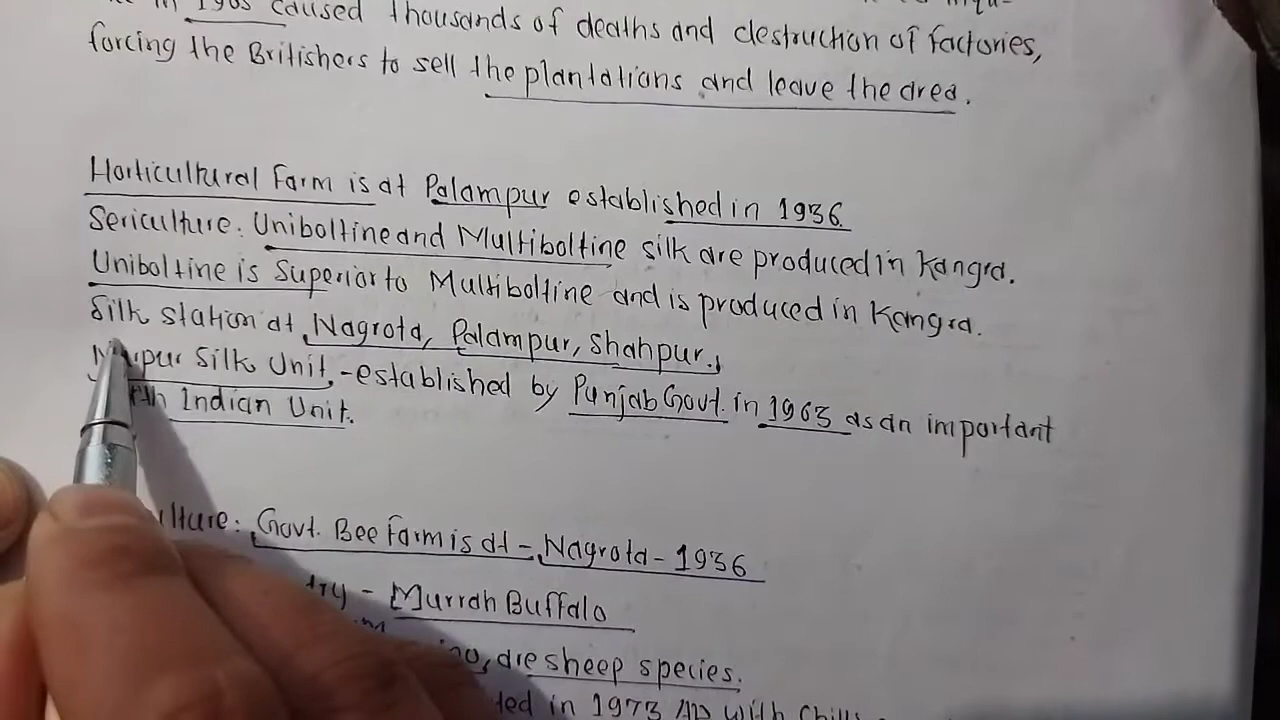 in 1905 caused thousands of deaths and destruction of factories,
forcing the Britishers to sell the plantations and leave the area.
Horticultural Farm is at Palampur established in 1936.
Sericulture. Uniboltine and Multiboltine silk are produced in Kangra.
Uniboltine is Superior to Multiboltine and is produced in Kangra.
Silk station at Nagrota, Palampur, Shahpur.
Silk Unit, - established by Punjab Govt. in 1963 as an important
Indian Unit.
Govt. Bee Farm is at - Nagrota - 1936
- Murrah Buffalo
are sheep species.
in 1973 AD with